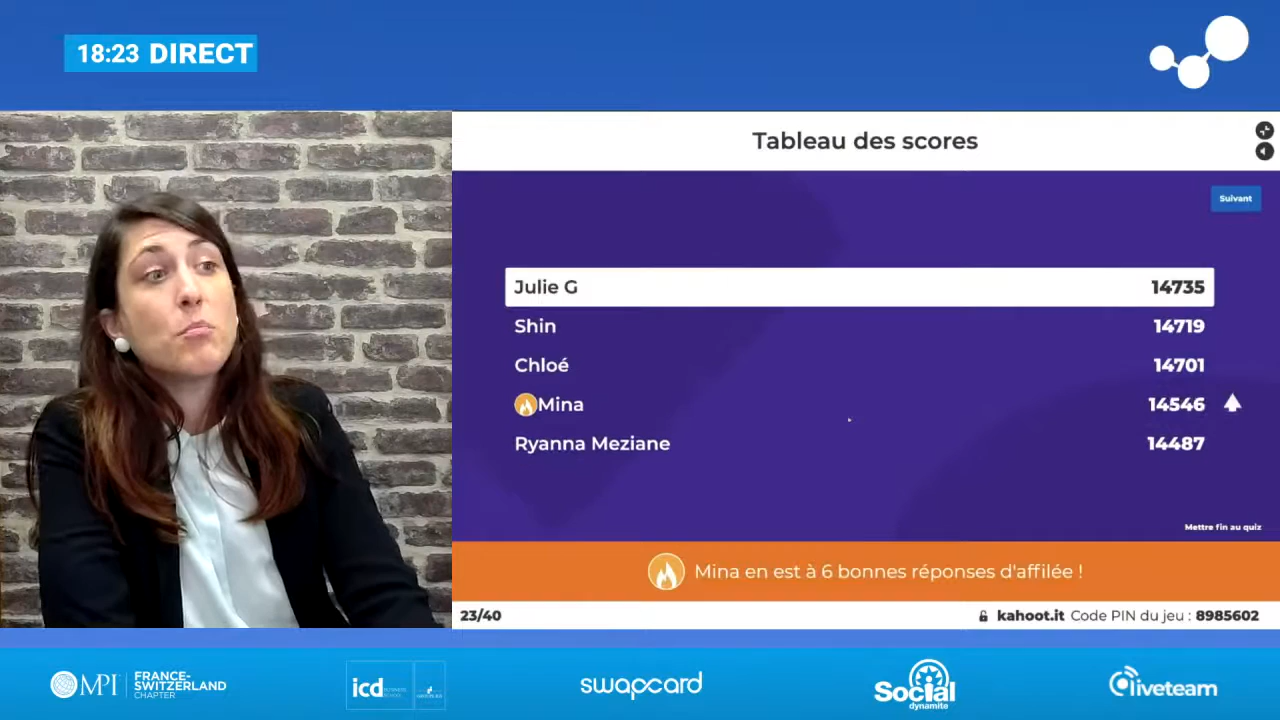 18:23 DIRECT
Tableau des scores
Suivant
Julie G 14735
Shin 14719
Chloé 14701
Mina 14546
Ryanna Meziane 14487
Mettre fin au quiz
Mina en est à 6 bonnes réponses d'affilée !
23/40
kahoot.it Code PIN du jeu : 8985602
MPI FRANCE-
SWITZERLAND
CHAPTER
icd BUSINESS
SCHOOL
swapcard
Social
dynamite
liveteam